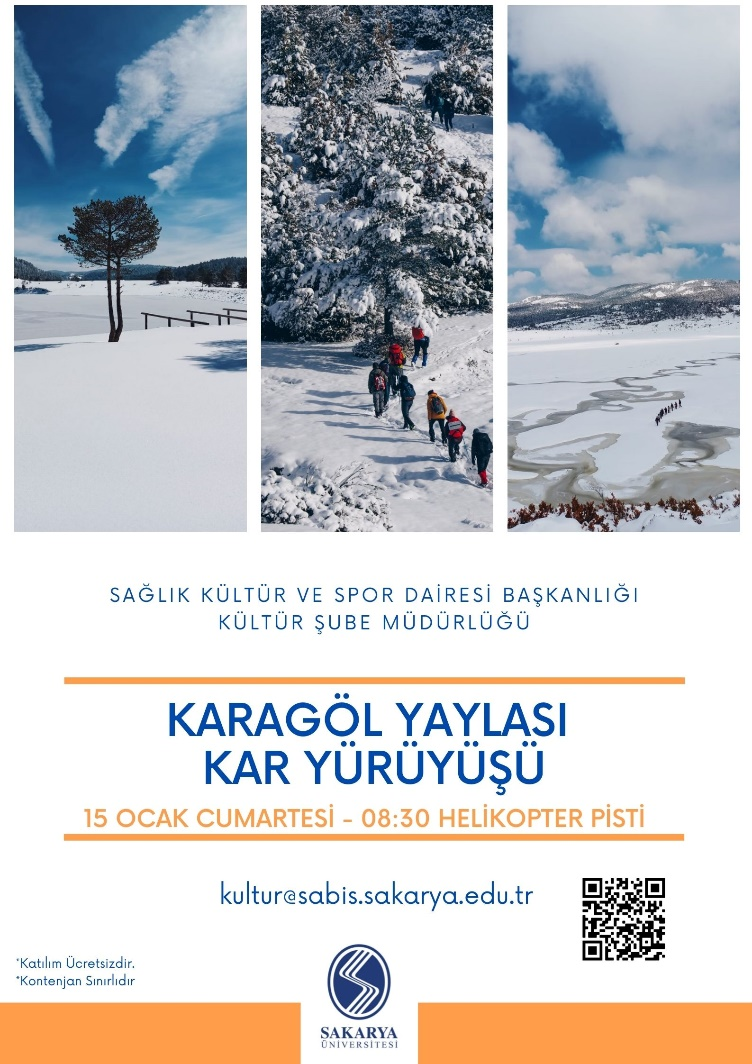 SAĞLIK KÜLTÜR VE SPOR DAİRESİ BAŞKANLIĞI
KÜLTÜR ŞUBE MÜDÜRLÜĞÜ
KARAGÖL YAYLASI
KAR YÜRÜYÜŞÜ
15 OCAK CUMARTESİ - 08:30 HELİKOPTER PİSTİ
kultur@sabis.sakarya.edu.tr
*Katılım Ücretsizdir.
*Kontenjan Sınırlıdır
SAKARYA
ÜNİVERSİTESİ